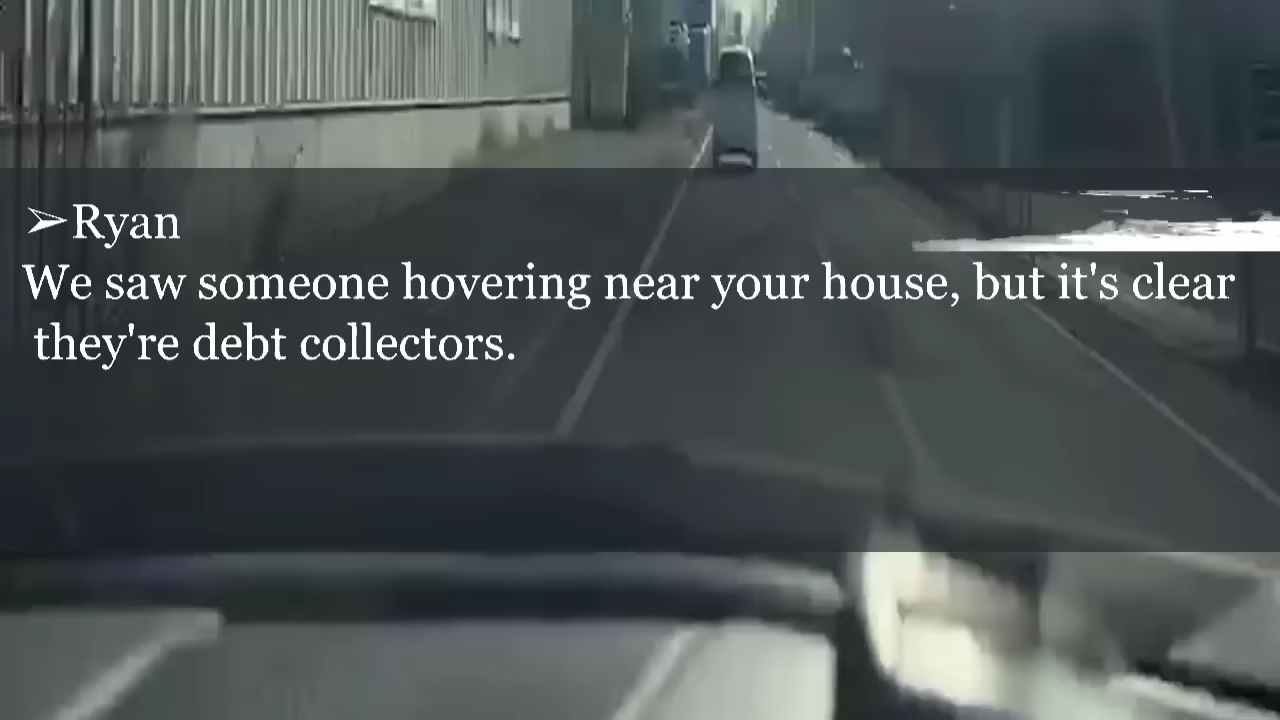 ➢Ryan
We saw someone hovering near your house, but it's clear
they're debt collectors.